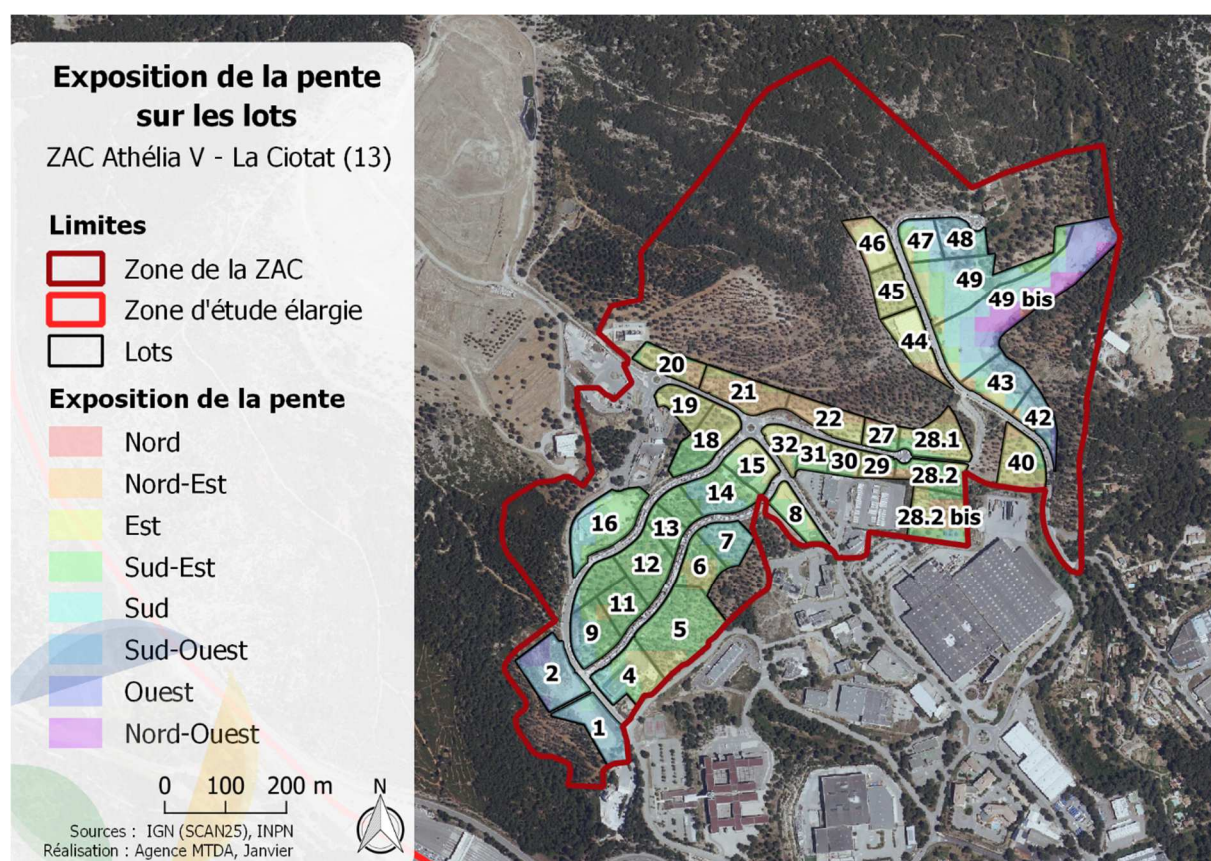 Exposition de la pente
sur les lots
ZAC Athélia V - La Ciotat (13)
Limites
Zone de la ZAC
Zone d'étude élargie
Lots
Exposition de la pente
Nord
Nord-Est
Est
Sud-Est
Sud
Sud-Ouest
Ouest
Nord-Ouest
0 100 200 m
N
Sources : IGN (SCAN25), INPN
Réalisation : Agence MTDA, Janvier
46
47
48
45
49
49 bis
44
20
21
43
19
22
42
18
32
27
28.1
15
31
30
29
40
14
28.2
16
13
8
28.2 bis
7
12
6
11
9
5
2
4
1